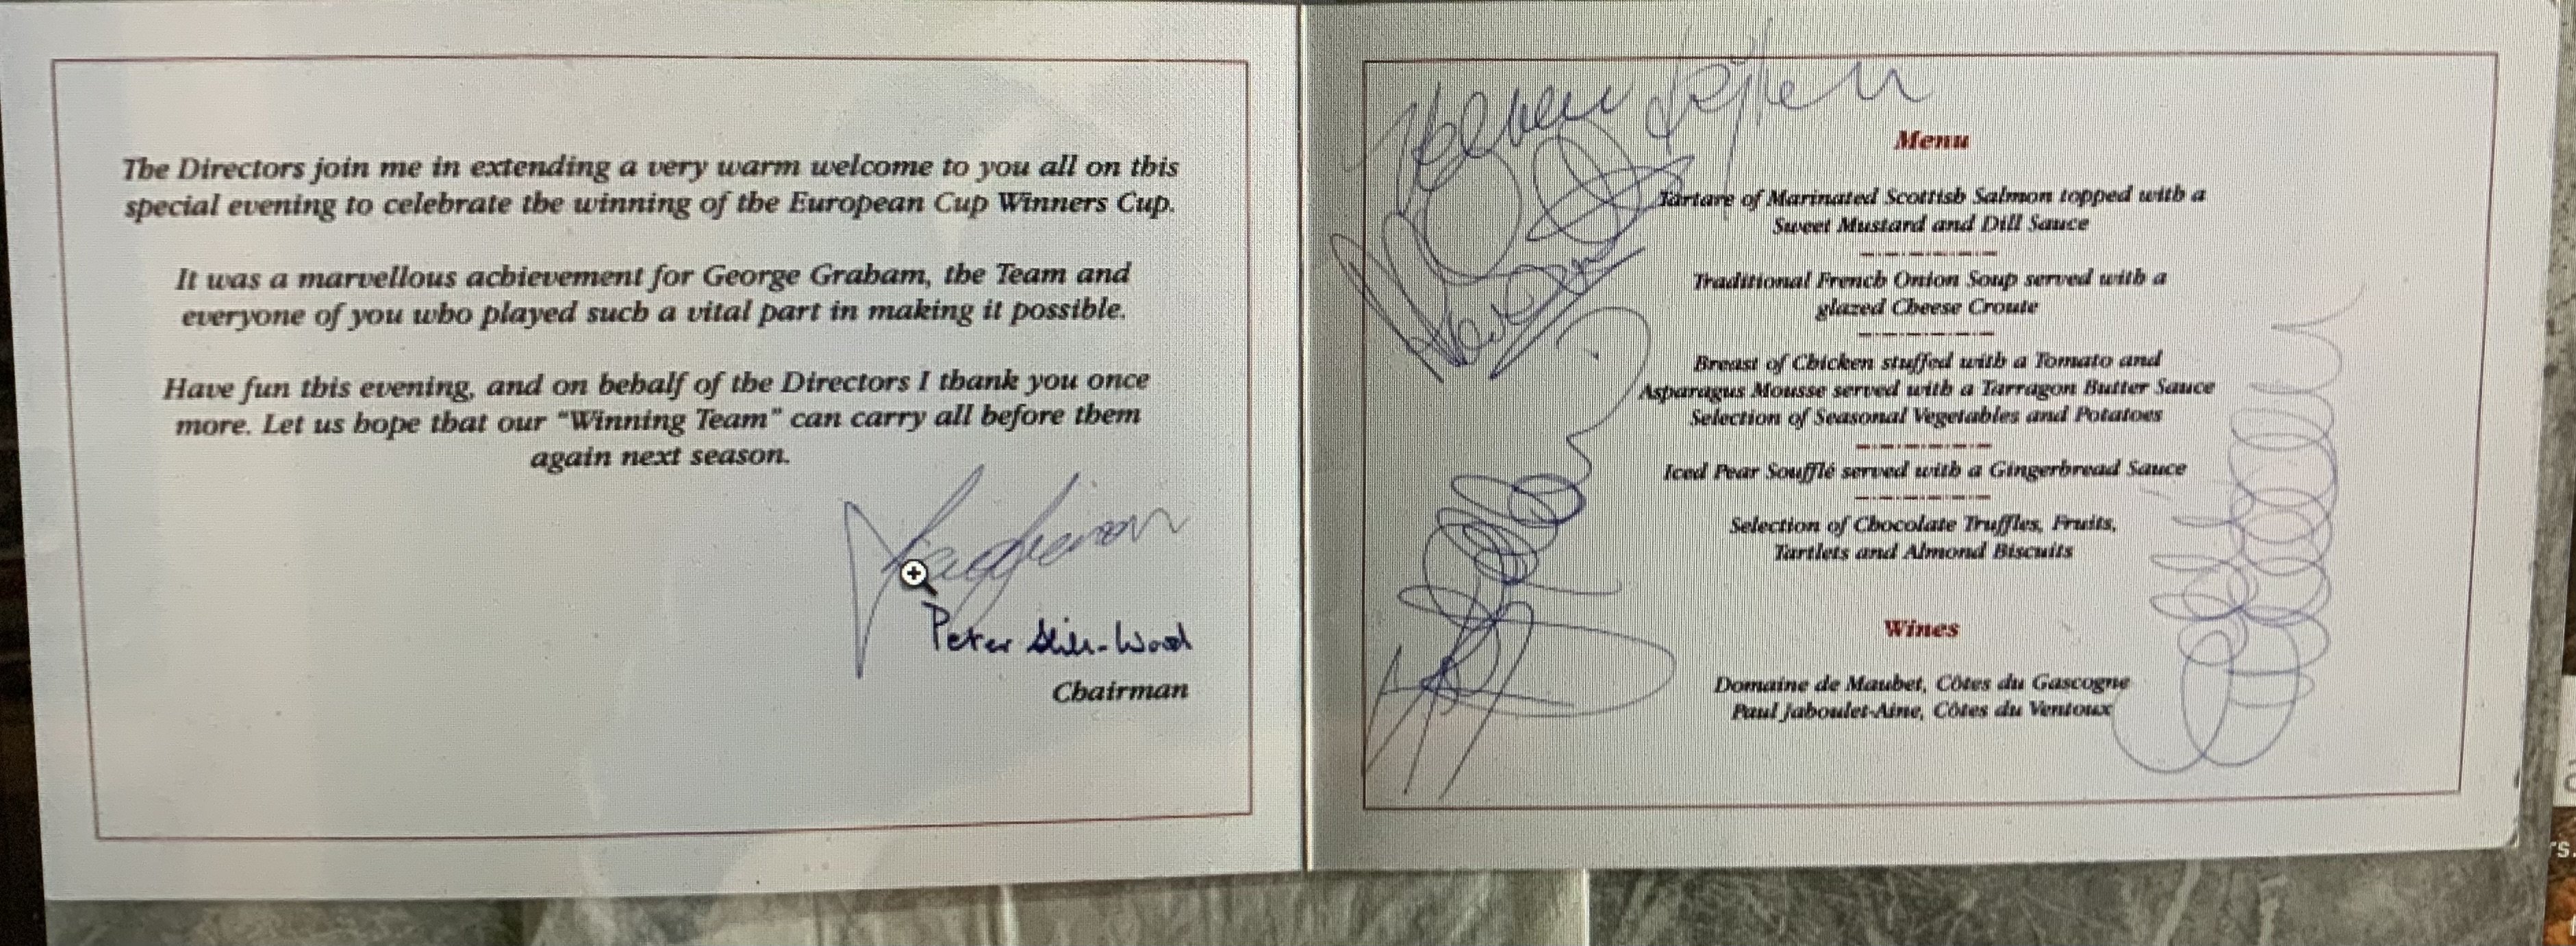 The Directors join me in extending a very warm welcome to you all on this
special evening to celebrate the winning of the European Cup Winners Cup.
It was a marvellous achievement for George Graham, the Team and
everyone of you who played such a vital part in making it possible.
Have fun this evening, and on behalf of the Directors I thank you once
more. Let us hope that our "Winning Team" can carry all before them
again next season.
Peter Hill-Wood
Chairman
Menu
Tartare of Marinated Scottish Salmon topped with a
Sweet Mustard and Dill Sauce
Traditional French Onion Soup served with a
glazed Cheese Croute
Breast of Chicken stuffed with a Tomato and
Asparagus Mousse served with a Tarragon Butter Sauce
Selection of Seasonal Vegetables and Potatoes
Iced Pear Soufflé served with a Gingerbread Sauce
Selection of Chocolate Truffles, Fruits,
Tartlets and Almond Biscuits
Wines
Domaine de Maubet, Côtes du Gascogne
Paul Jaboulet-Aine, Côtes du Ventoux